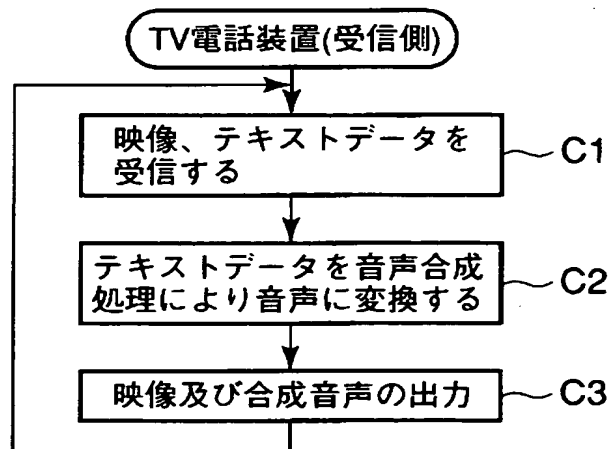 TV電話装置(受信側)
映像、テキストデータを
受信する
C1
テキストデータを音声合成
処理により音声に変換する
C2
映像及び合成音声の出力
C3